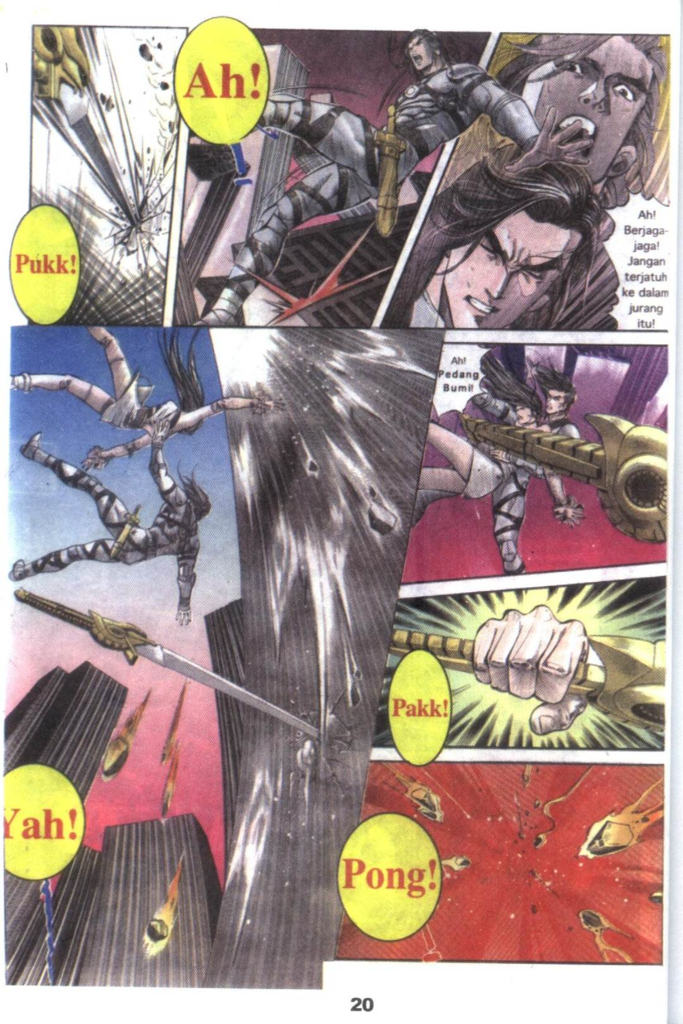 Pukk!
Ah!
Ah!
Berjaga-
jaga!
Jangan
terjatuh
ke dalam
jurang
itu!
Yah!
Ah!
Pedang
Bumi!
Pakk!
Pong!
20